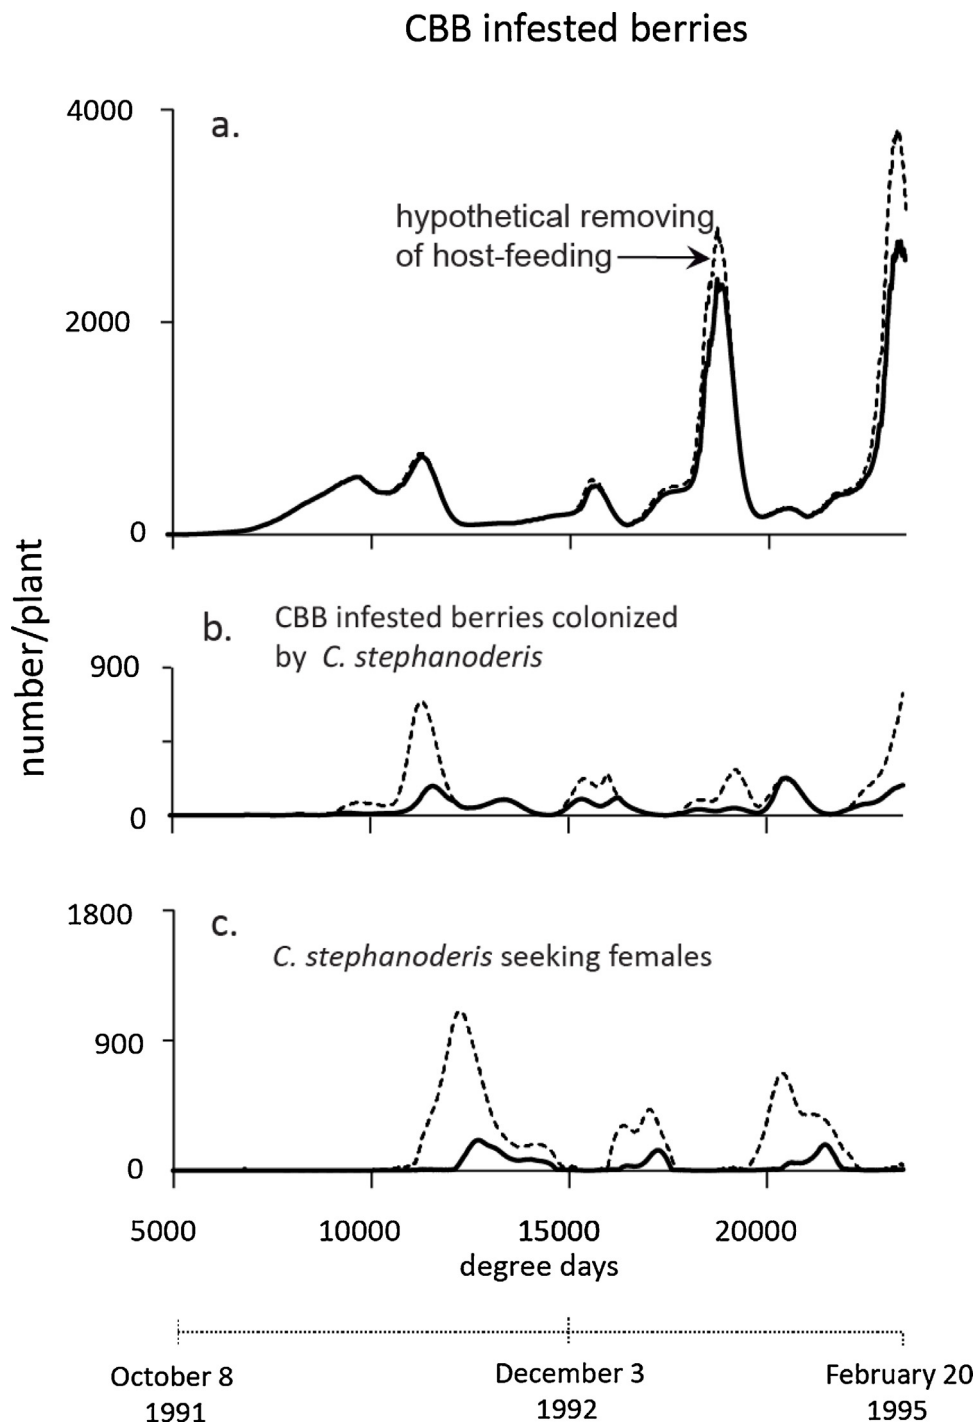 CBB infested berries
4000
a.
hypothetical removing
of host-feeding
2000
0
number/plant
b.
CBB infested berries colonized
by C. stephanoderis
900
0
1800
c.
C. stephanoderis seeking females
900
0
5000 10000 15000 20000
degree days
October 8 December 3 February 20
1991 1992 1995